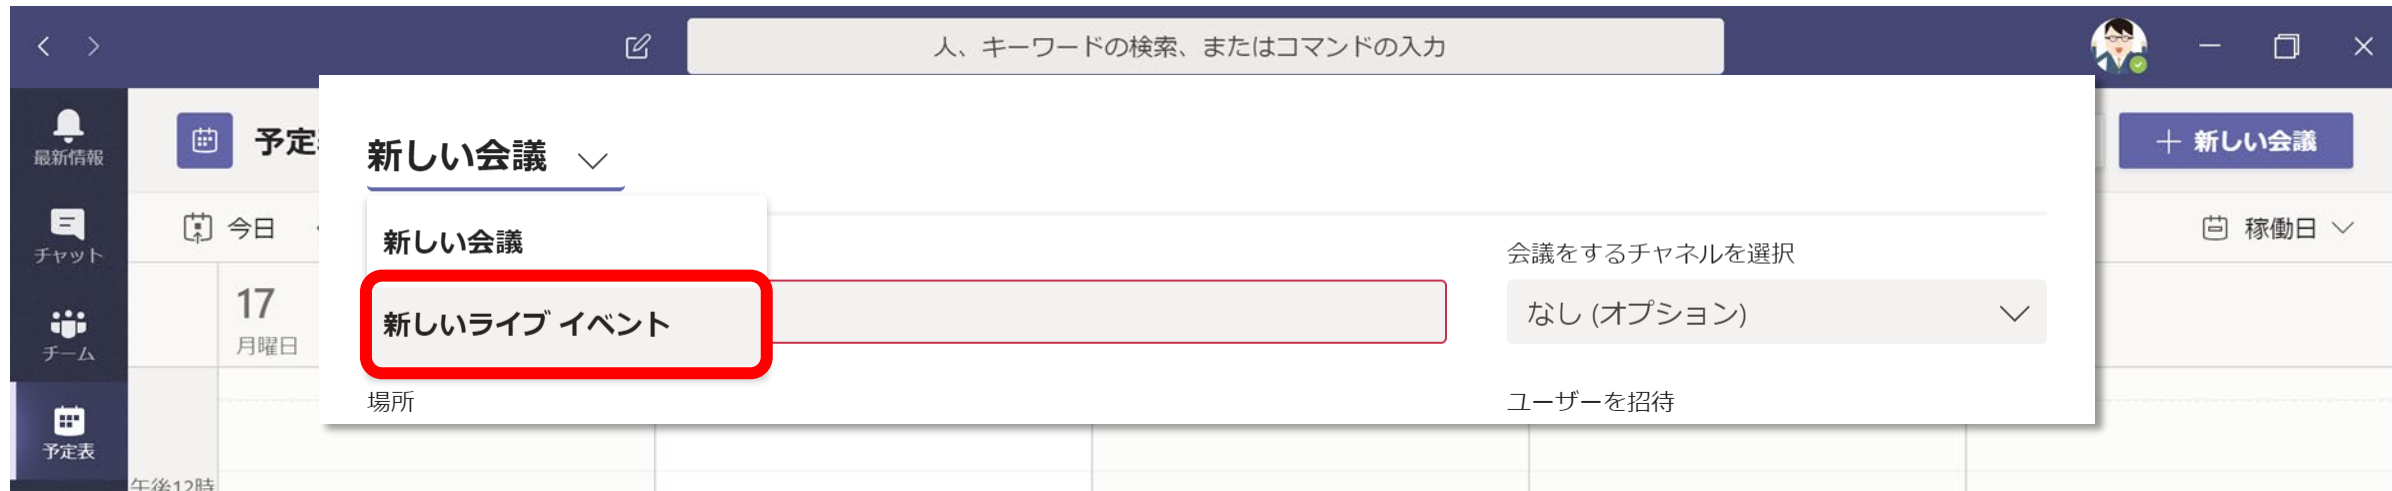 人、キーワードの検索、またはコマンドの入力
最新情報
チャット
チーム
予定表
予定
新しい会議
今日
稼働日
17
月曜日
午後12時
新しい会議
新しい会議
新しいライブ イベント
場所
会議をするチャネルを選択
なし (オプション)
ユーザーを招待